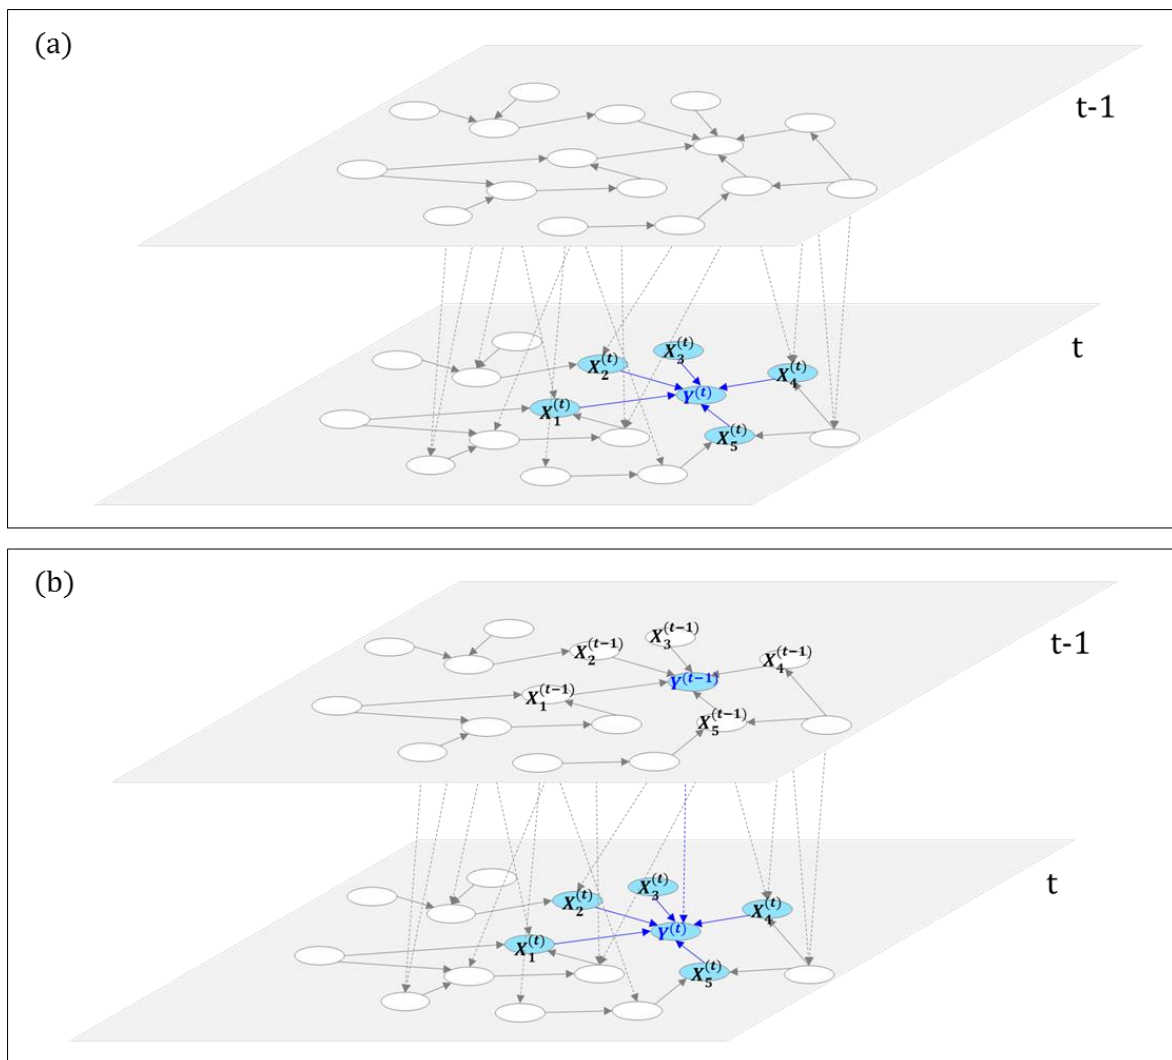 (a)
t-1
t
X_2^{(t)}
X_3^{(t)}
X_4^{(t)}
Y^{(t)}
X_1^{(t)}
X_5^{(t)}
(b)
t-1
X_3^{(t-1)}
X_2^{(t-1)}
X_4^{(t-1)}
Y^{(t-1)}
X_1^{(t-1)}
X_5^{(t-1)}
t
X_3^{(t)}
X_2^{(t)}
X_4^{(t)}
Y^{(t)}
X_1^{(t)}
X_5^{(t)}